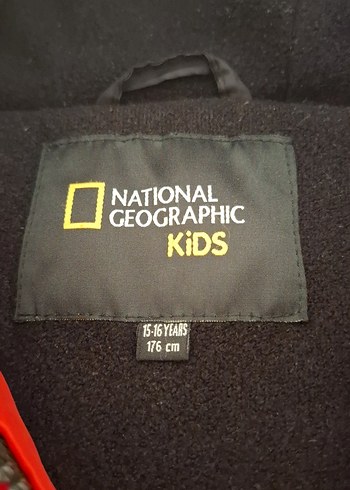 NATIONAL
GEOGRAPHIC
KiDS
15-16 YEARS
176 cm